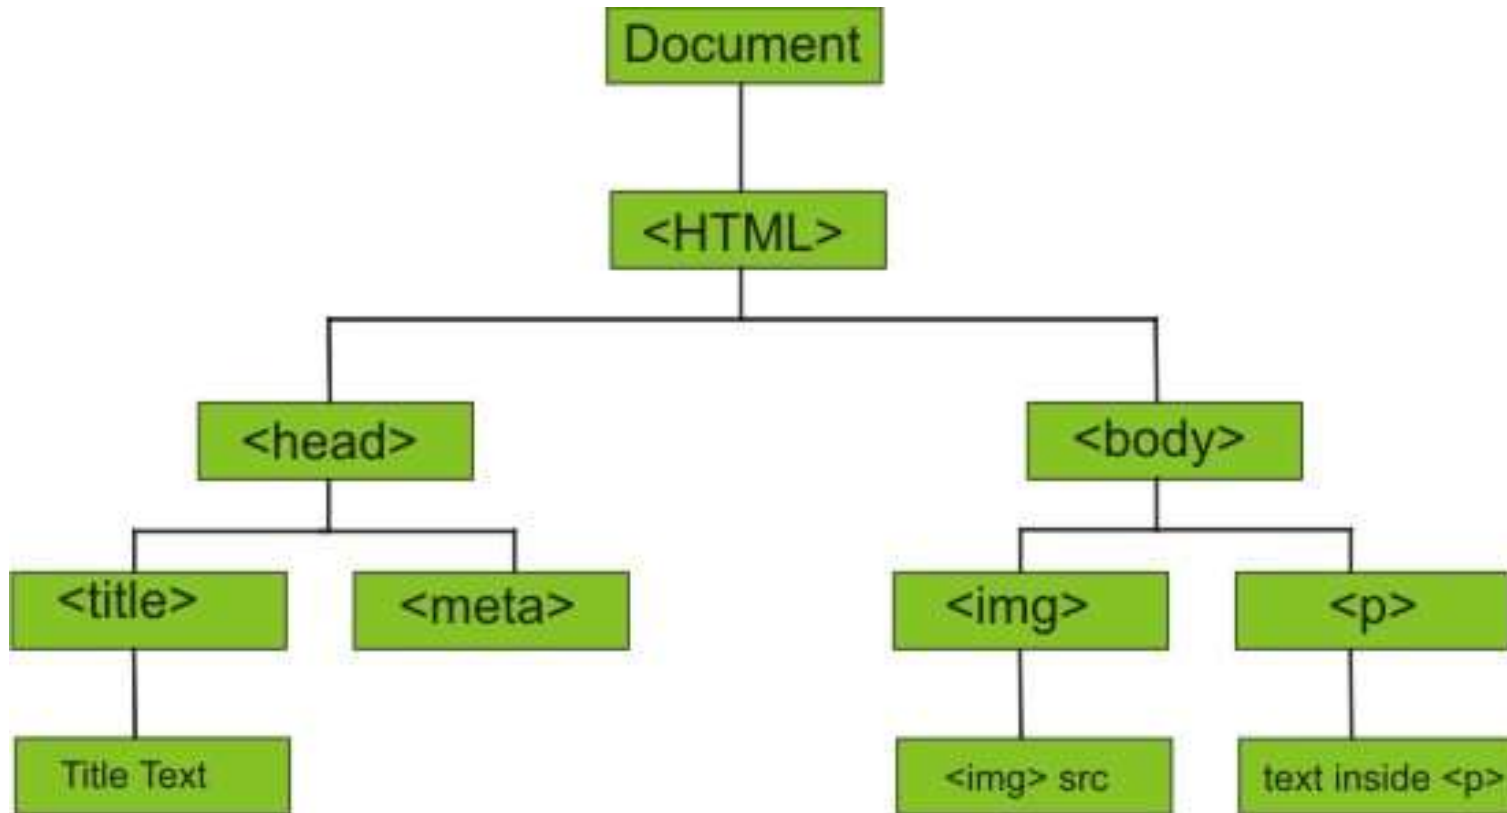 Document
<HTML>
<head>
<body>
<title>
<meta>
<img>
<p>
Title Text
<img> src
text inside <p>